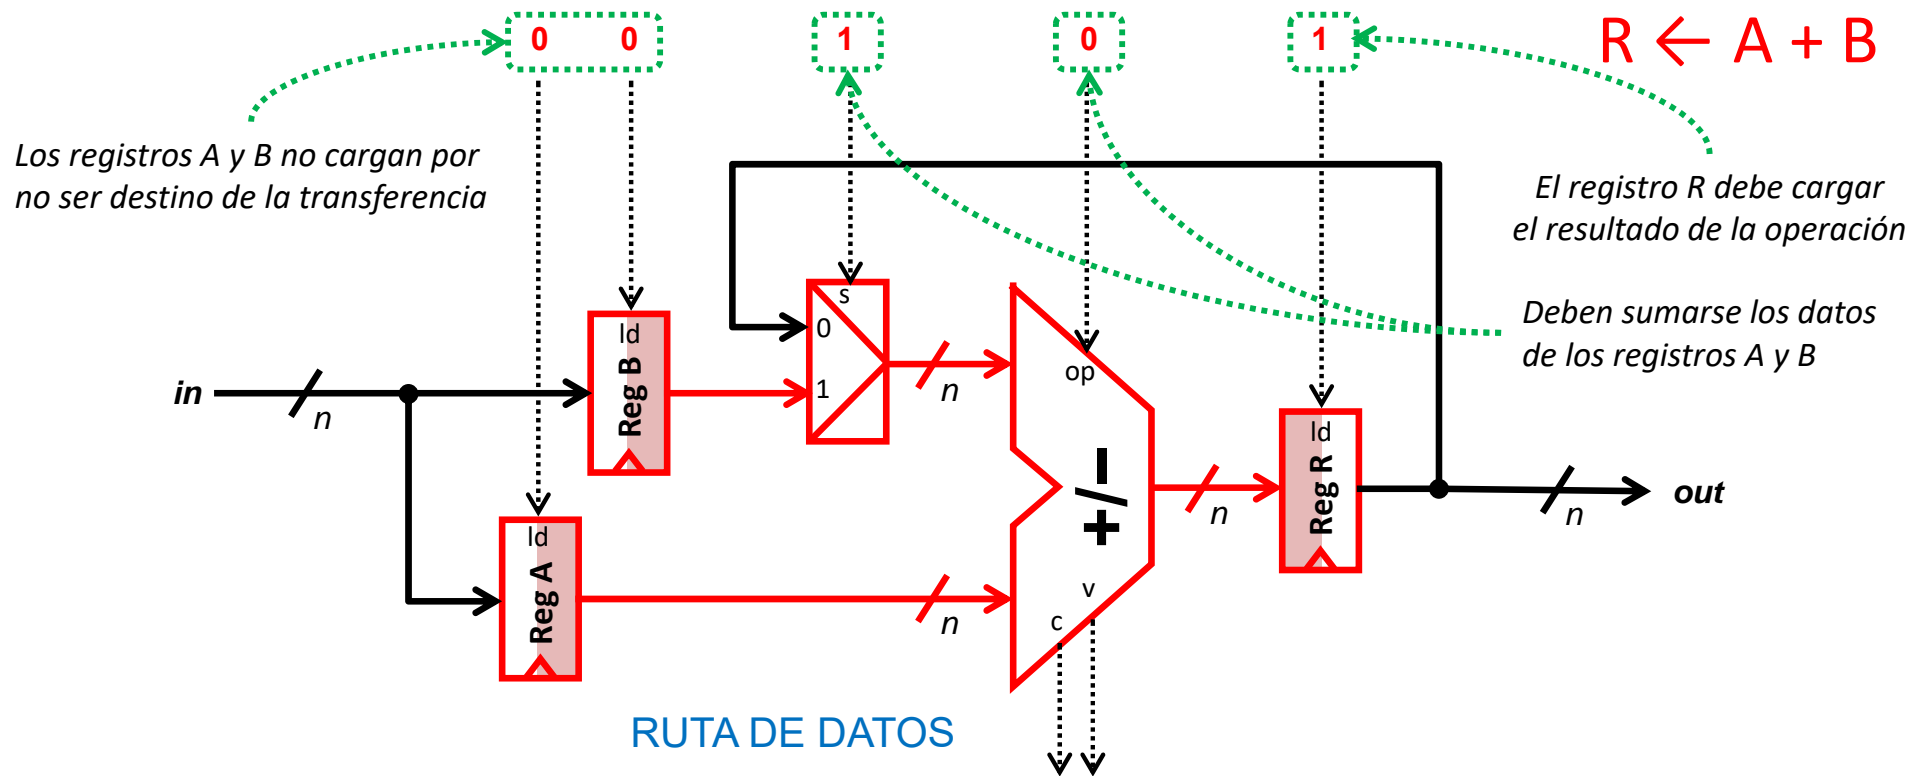 0 0 1 0 1
R ← A + B
Los registros A y B no cargan por
no ser destino de la transferencia
El registro R debe cargar
el resultado de la operación
Deben sumarse los datos
de los registros A y B
s
0
1
ld
Reg B
in
n
n
op
ld
Reg R
+/−
n
n
out
ld
Reg A
n
v
c
RUTA DE DATOS